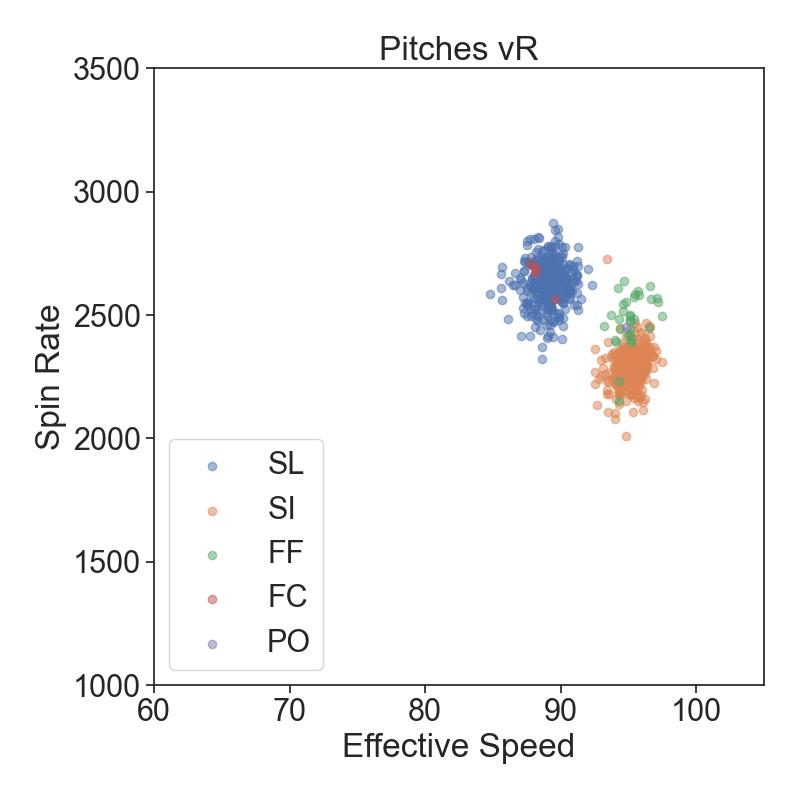 Pitches vR
3500
3000
2500
2000
1500
1000
Spin Rate
SL
SI
FF
FC
PO
60 70 80 90 100
Effective Speed